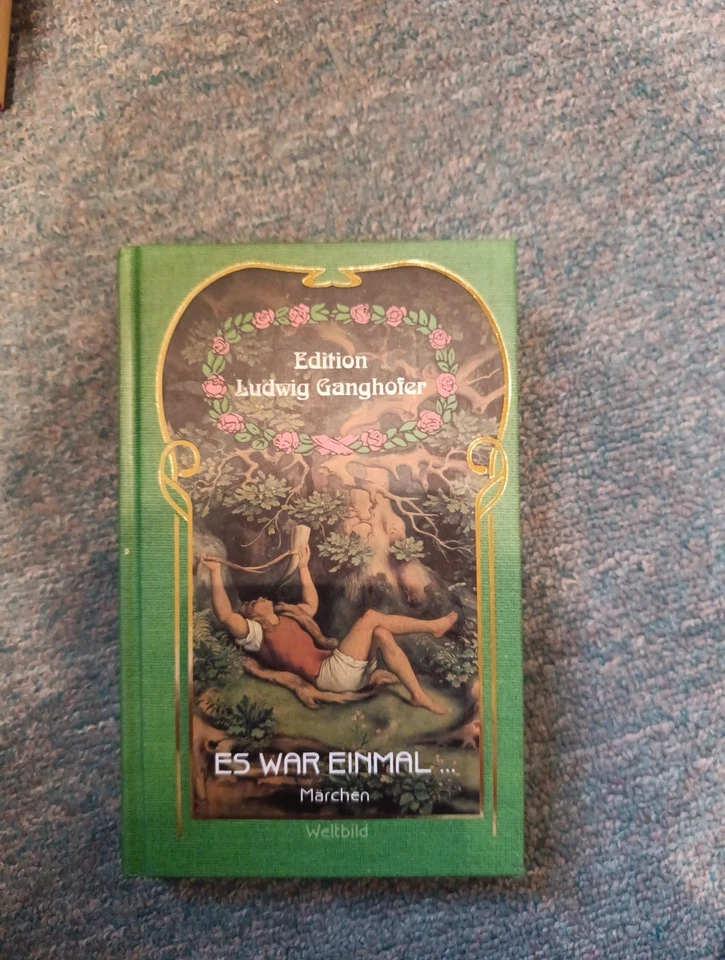 Edition
Ludwig Ganghofer
ES WAR EINMAL ...
Märchen
Weltbild